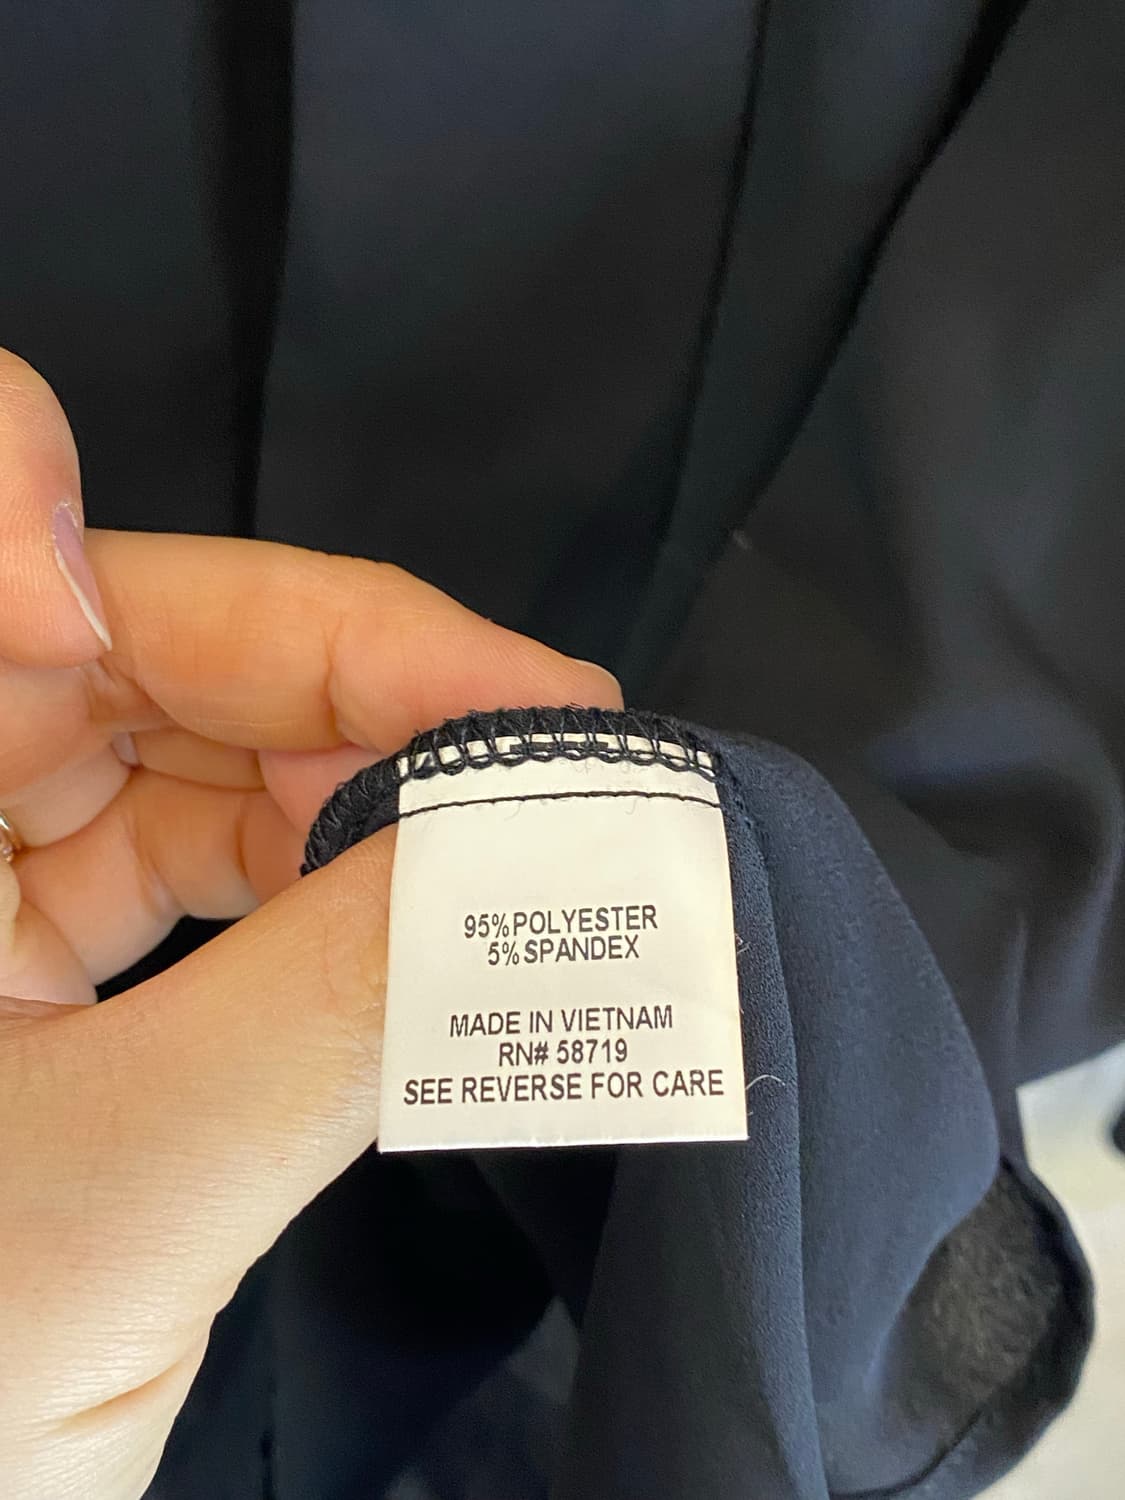 95% POLYESTER
5% SPANDEX
MADE IN VIETNAM
RN# 58719
SEE REVERSE FOR CARE